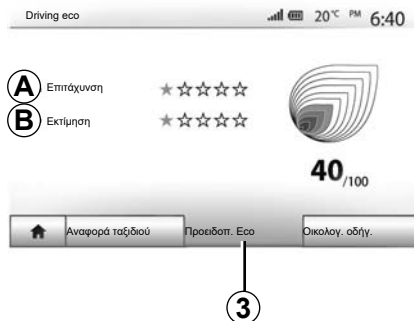 Driving eco 20°C PM 6:40
A Επιτάχυνση
B Εκτίμηση
40/100
Αναφορά ταξιδιού Προειδοπ. Eco Οικολογ. οδήγ.
3